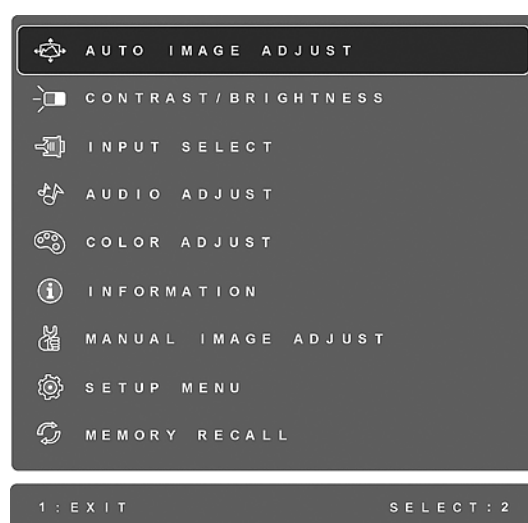 AUTO IMAGE ADJUST
CONTRAST/BRIGHTNESS
INPUT SELECT
AUDIO ADJUST
COLOR ADJUST
INFORMATION
MANUAL IMAGE ADJUST
SETUP MENU
MEMORY RECALL
1:EXIT SELECT:2